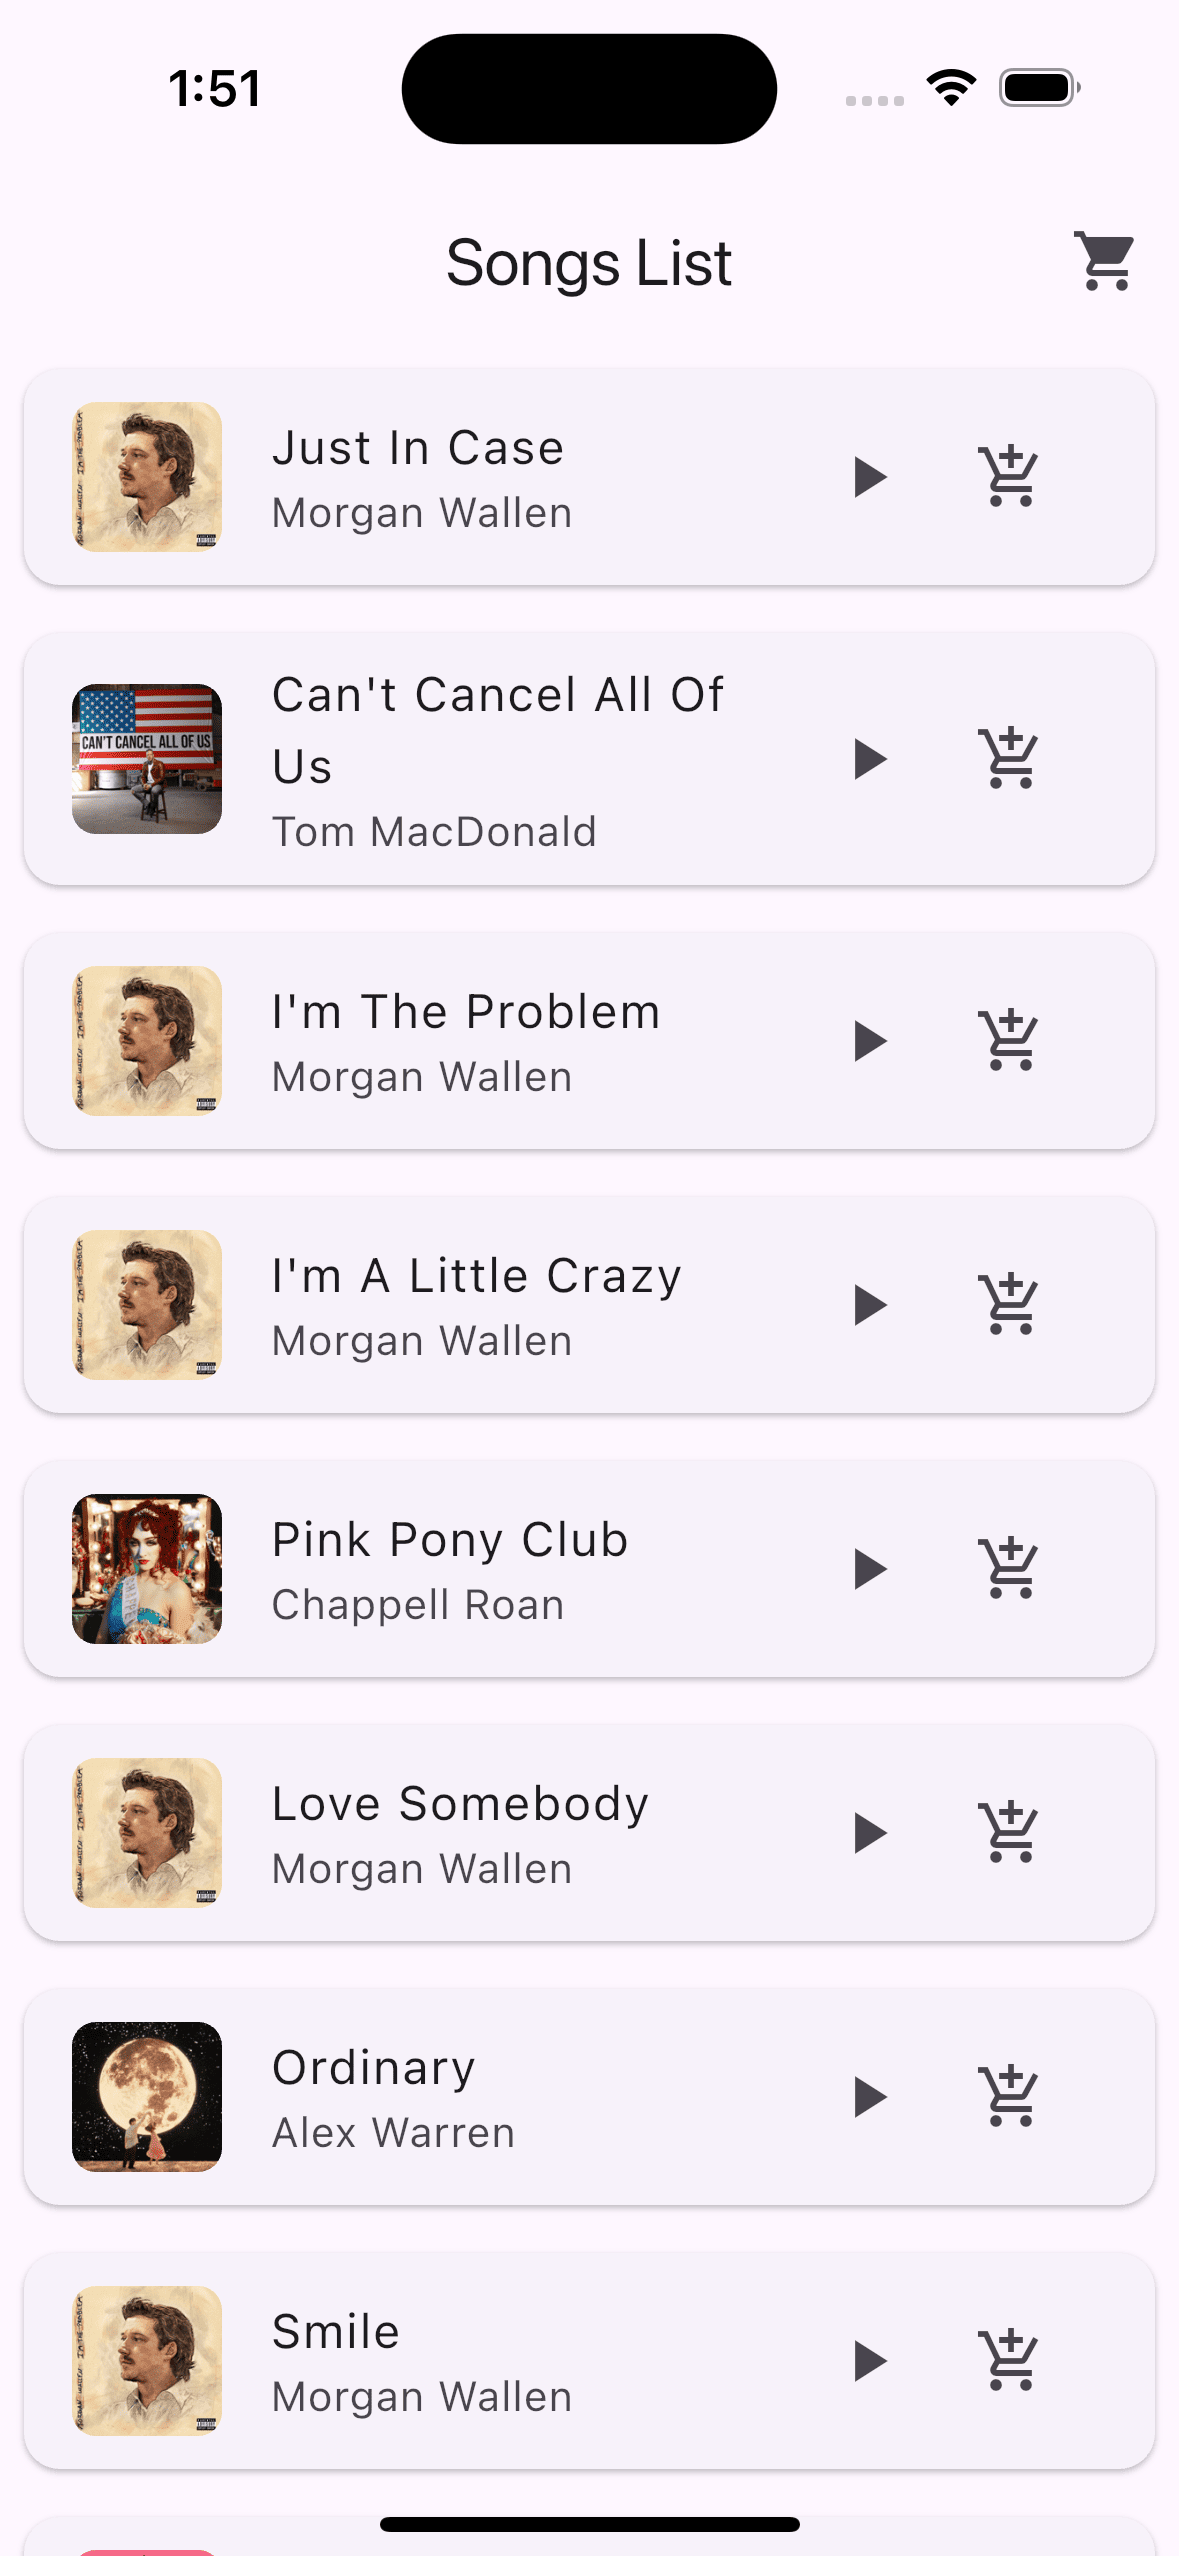 1:51
Songs List
Just In Case
Morgan Wallen
CAN'T CANCEL ALL OF US
Can't Cancel All Of
Us
Tom MacDonald
I'm The Problem
Morgan Wallen
I'm A Little Crazy
Morgan Wallen
Pink Pony Club
Chappell Roan
Love Somebody
Morgan Wallen
Ordinary
Alex Warren
Smile
Morgan Wallen